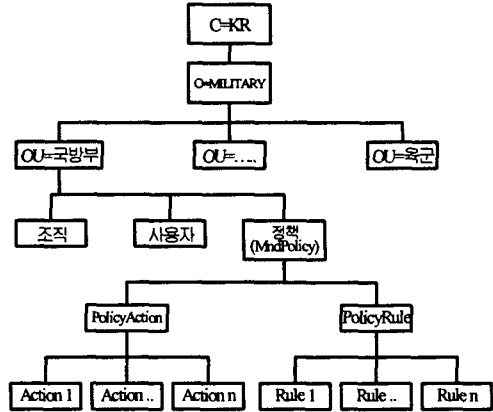 C=KR
O=MILITARY
OU=국방부
OU=.....
OU=육군
조직
사용자
정책
(MndPolicy)
PolicyAction
PolicyRule
Action 1
Action ..
Action n
Rule 1
Rule ..
Rule n